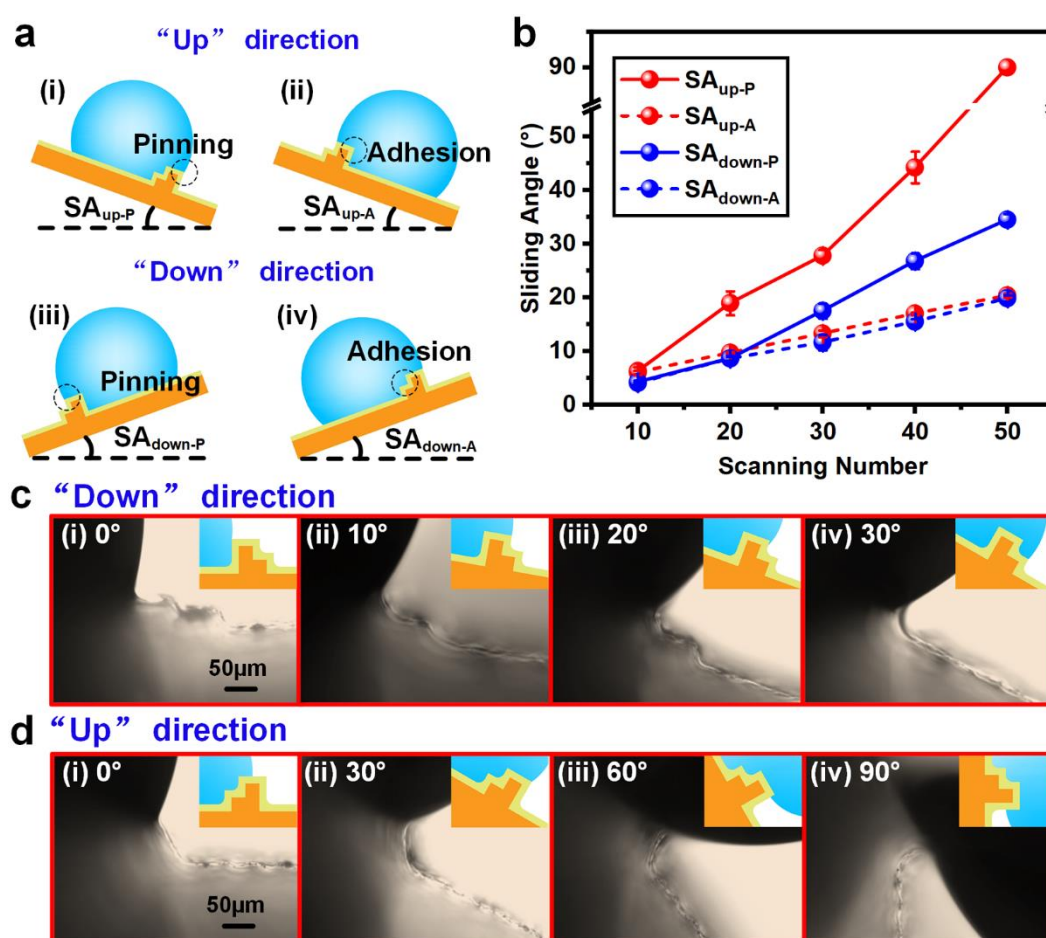 a
“Up” direction
(i)
Pinning
SAup-P
(ii)
Adhesion
SAup-A
“Down” direction
(iii)
Pinning
SAdown-P
(iv)
Adhesion
SAdown-A
b
SAup-P
SAup-A
SAdown-P
SAdown-A
Sliding Angle (°)
90
50
40
30
20
10
0
10 20 30 40 50
Scanning Number
c “Down” direction
(i) 0°
50μm
(ii) 10°
(iii) 20°
(iv) 30°
d “Up” direction
(i) 0°
50μm
(ii) 30°
(iii) 60°
(iv) 90°